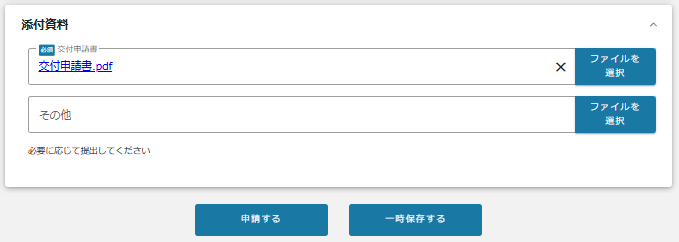 添付資料
必須 交付申請書
交付申請書.pdf
ファイルを
選択
その他
ファイルを
選択
必要に応じて提出してください
申請する
一時保存する